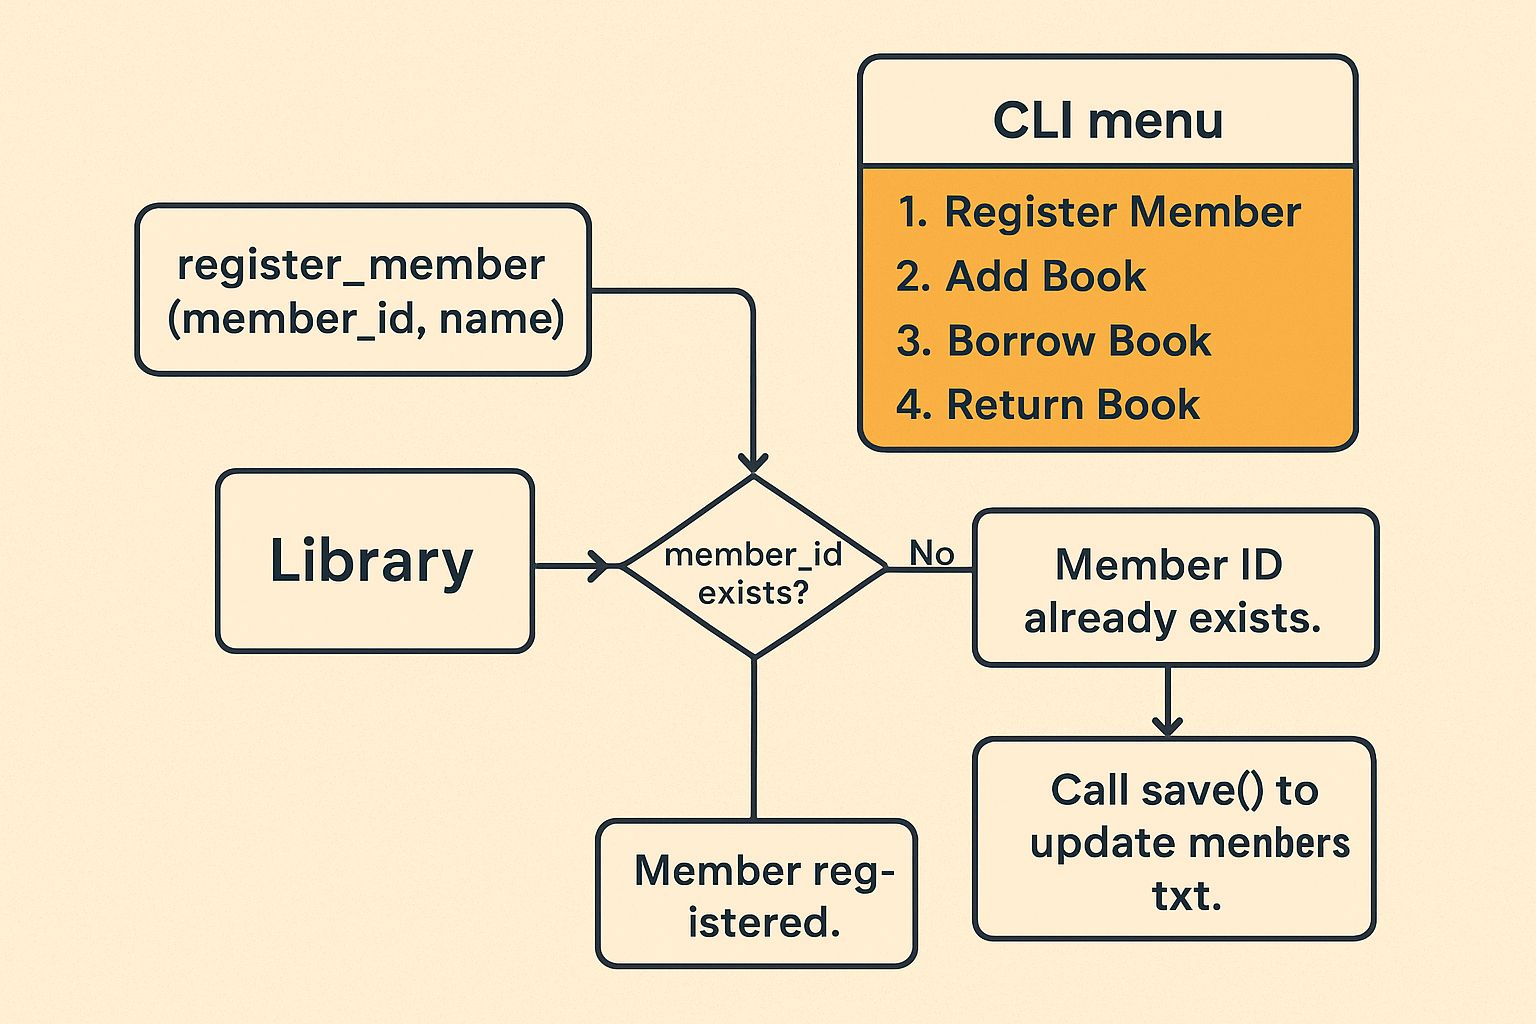 CLI menu
1. Register Member
2. Add Book
3. Borrow Book
4. Return Book
register_member
(member_id, name)
Library
member_id
exists?
No
Member ID
already exists.
Call save() to
update menbers
txt.
Member reg-
istered.